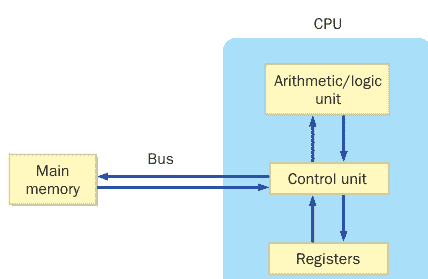 CPU
Arithmetic/logic
unit
Bus
Main
memory
Control unit
Registers